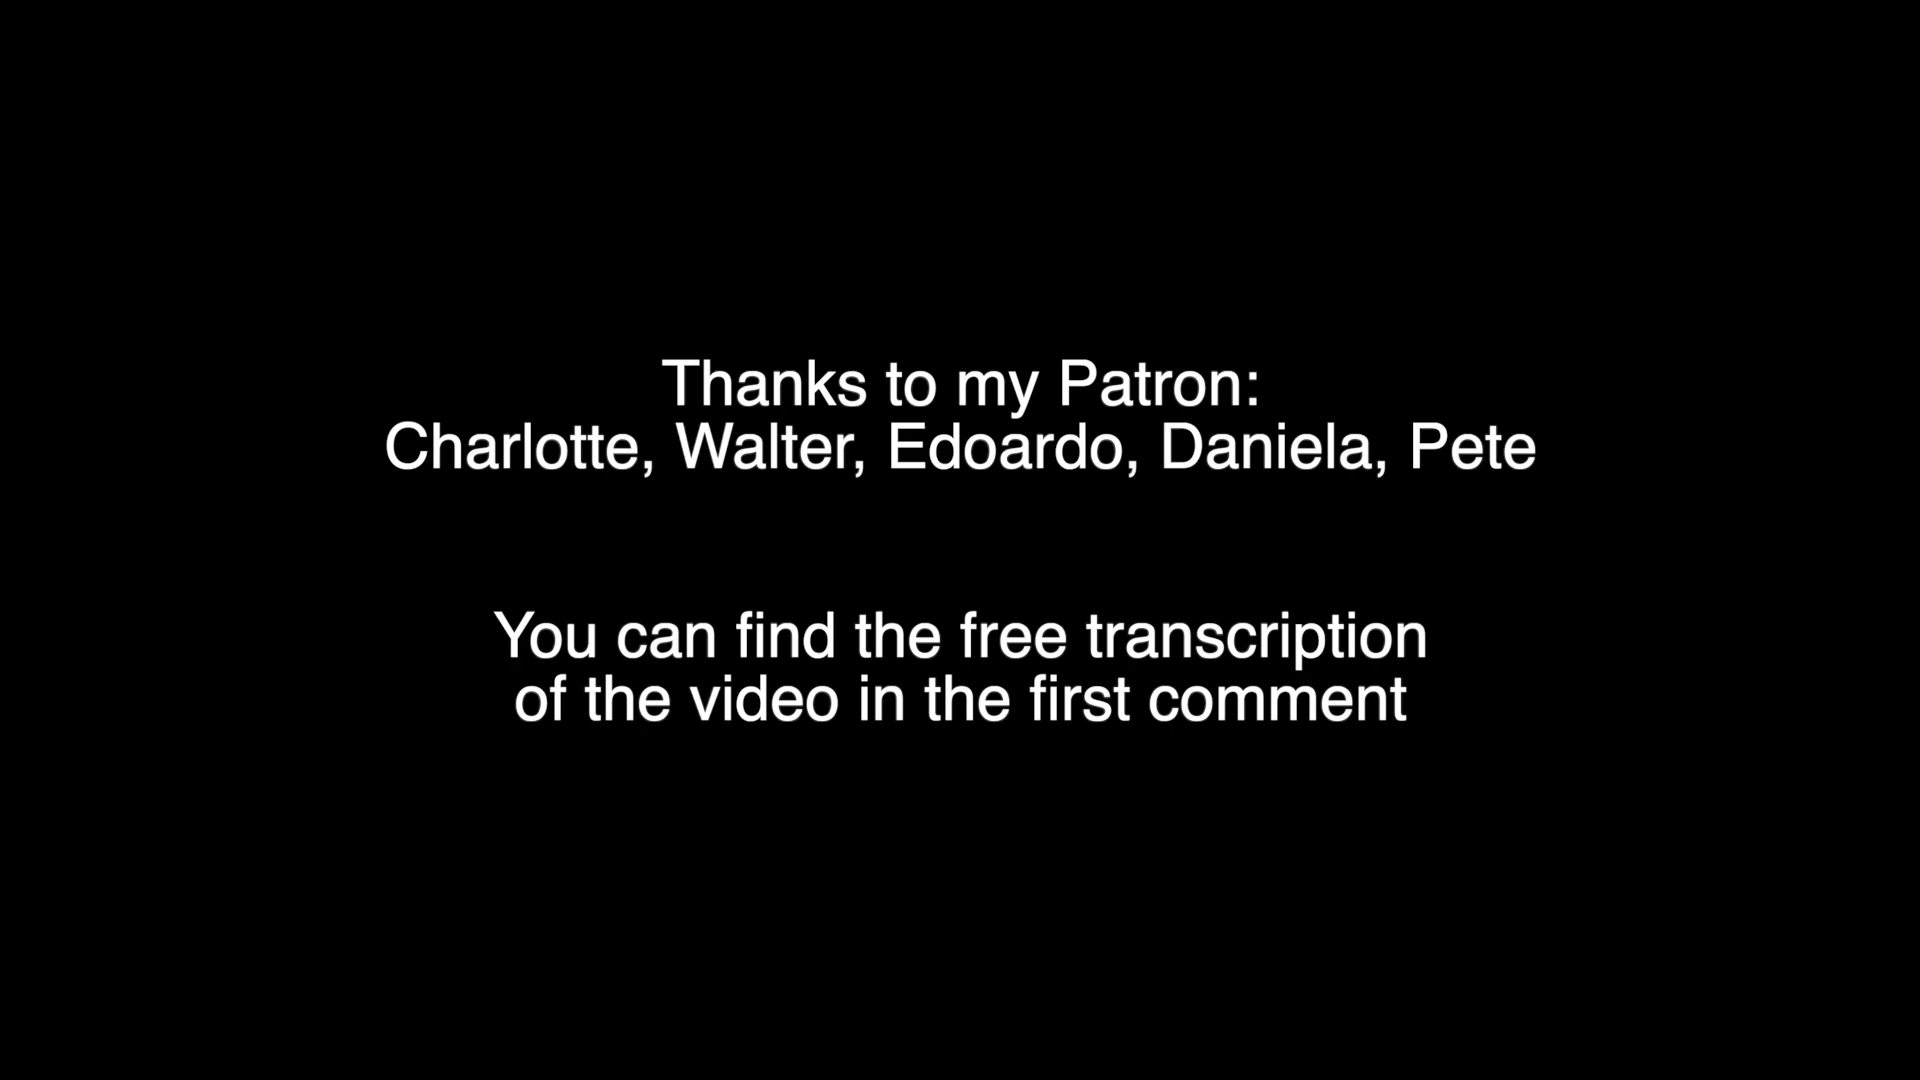 Thanks to my Patron:
Charlotte, Walter, Edoardo, Daniela, Pete
You can find the free transcription
of the video in the first comment